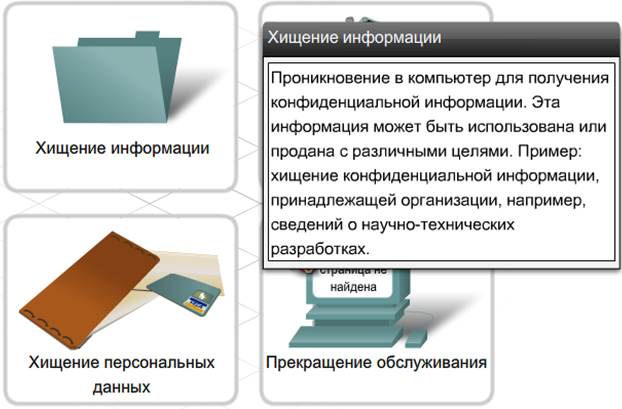 Хищение информации
Хищение информации
Проникновение в компьютер для получения
конфиденциальной информации. Эта
информация может быть использована или
продана с различными целями. Пример:
хищение конфиденциальной информации,
принадлежащей организации, например,
сведений о научно-технических
разработках.
Хищение персональных
данных
страница не
найдена
Прекращение обслуживания